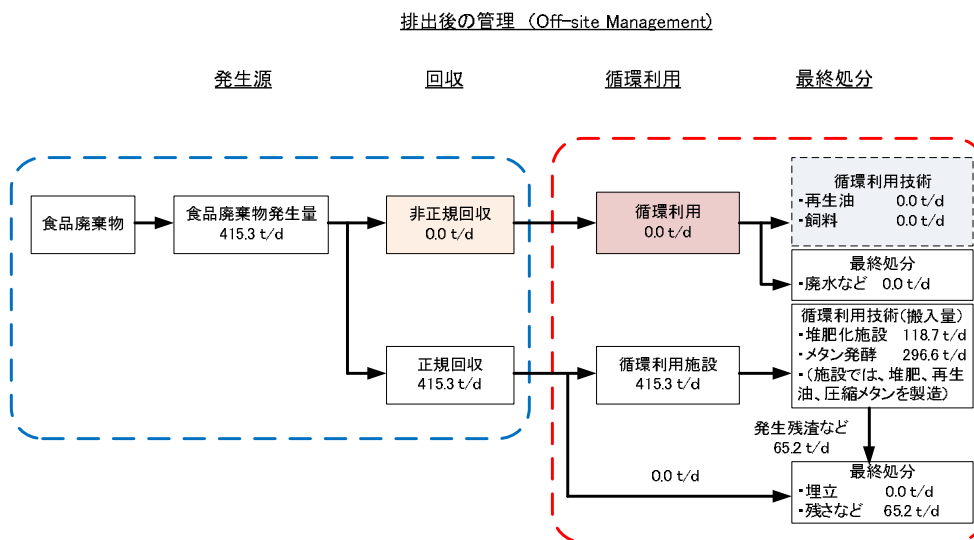 排出後の管理 (Off-site Management)
発生源
回収
循環利用
最終処分
食品廃棄物
食品廃棄物発生量
415.3 t/d
非正規回収
0.0 t/d
循環利用
0.0 t/d
循環利用技術
・再生油 0.0 t/d
・飼料 0.0 t/d
最終処分
・廃水など 0.0 t/d
正規回収
415.3 t/d
循環利用施設
415.3 t/d
循環利用技術(搬入量)
・堆肥化施設 118.7 t/d
・メタン発酵 296.6 t/d
・(施設では、堆肥、再生
油、圧縮メタンを製造)
発生残渣など
65.2 t/d
0.0 t/d
最終処分
・埋立 0.0 t/d
・残さなど 65.2 t/d